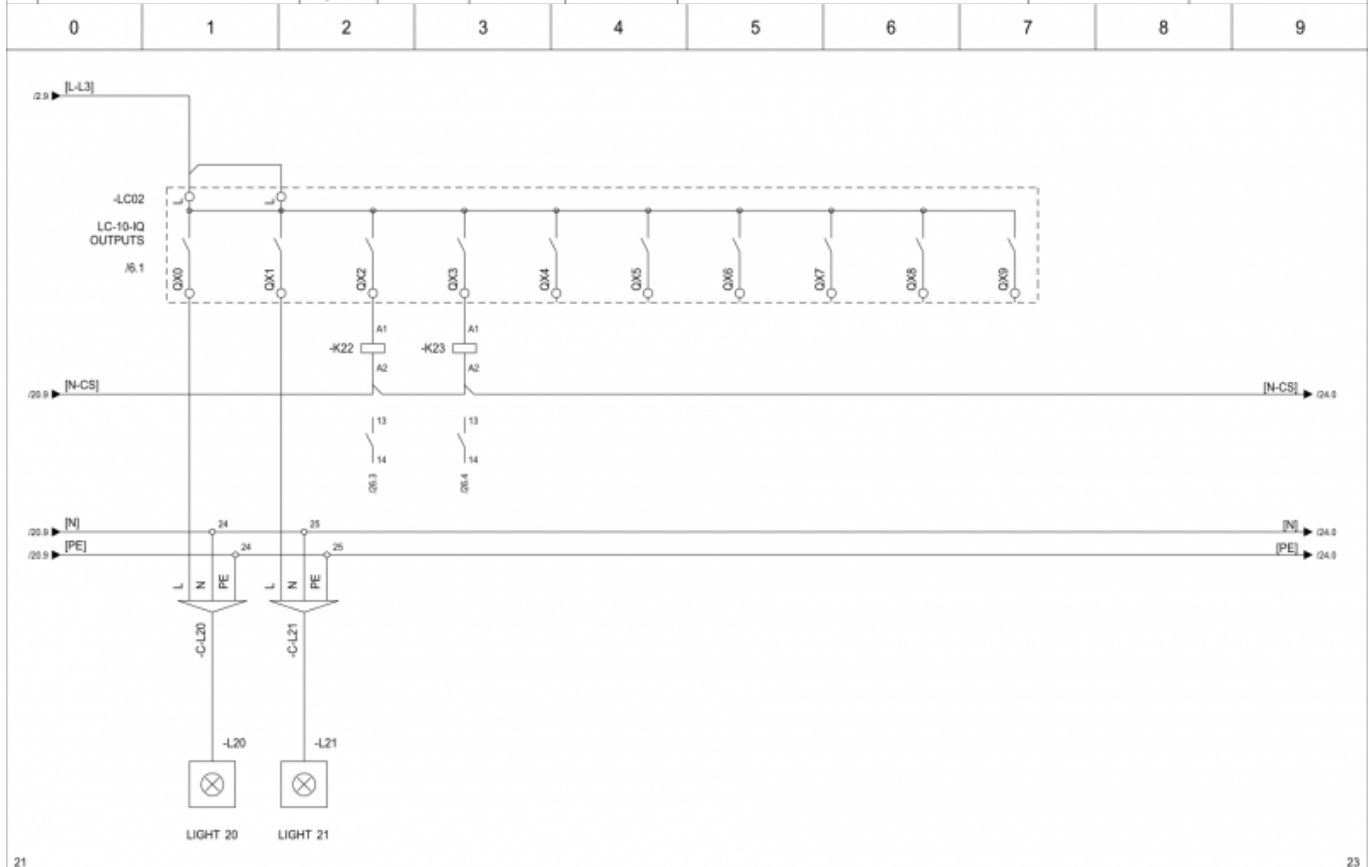 0 1 2 3 4 5 6 7 8 9
/2.9 [L-L3]
-LC02
L L
LC-10-IQ
OUTPUTS
/6.1
QX0 QX1 QX2 QX3 QX4 QX5 QX6 QX7 QX8 QX9
A1 A1
-K22 -K23
A2 A2
/20.9 [N-CS] [N-CS] /24.0
13 13
14 14
/26.3 /26.4
/20.9 [N] 24 25 [N] /24.0
/20.9 [PE] 24 25 [PE] /24.0
L N PE L N PE
-C-L20 -C-L21
-L20 -L21
LIGHT 20 LIGHT 21
21 23